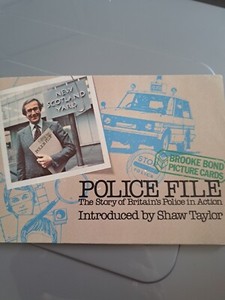 NEW
SCOTLAND
YARD
BROOKE BOND
PICTURE CARDS
POLICE FILE
The Story of Britain's Police in Action
Introduced by Shaw Taylor